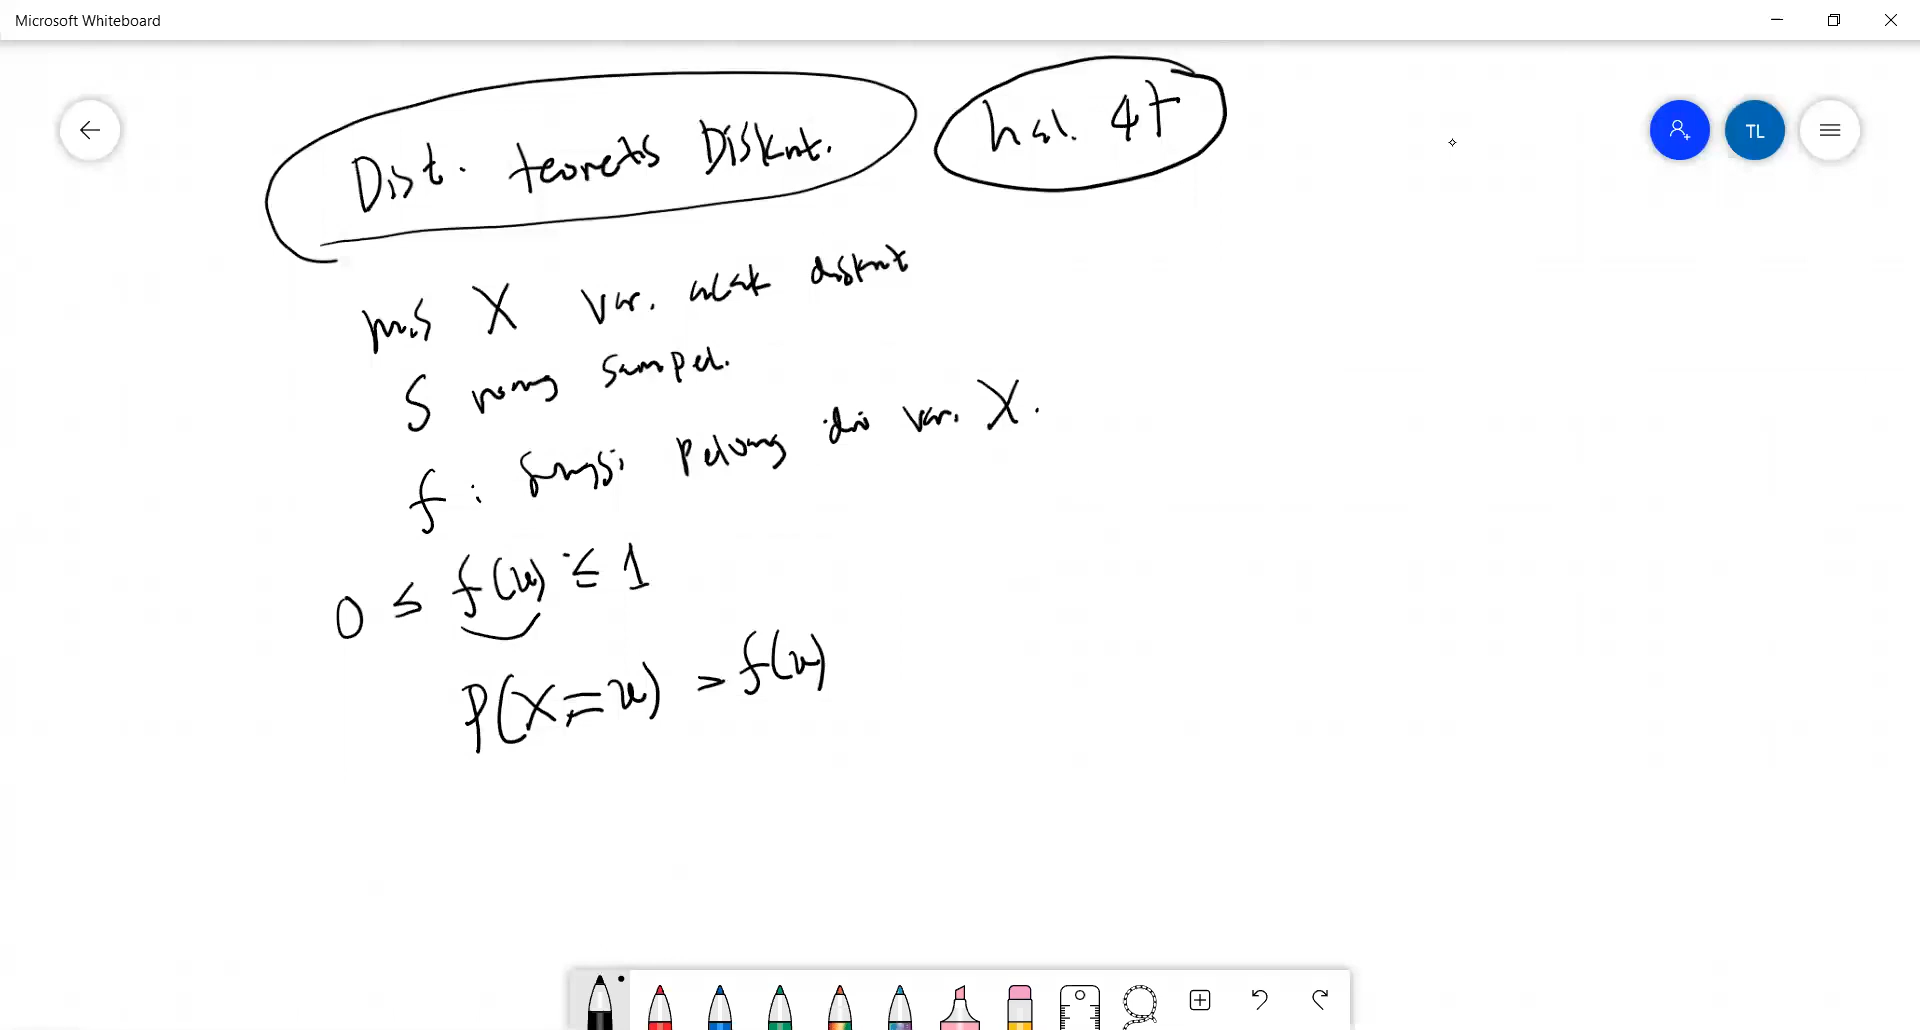 Microsoft Whiteboard
Dist. teoretis Diskrit. hal. 47
TL
mis X var. acak diskrit
S ruang sampel.
f : fungsi peluang dari var. X.
0 ≤ f(x) ≤ 1
P(X=x) = f(x)